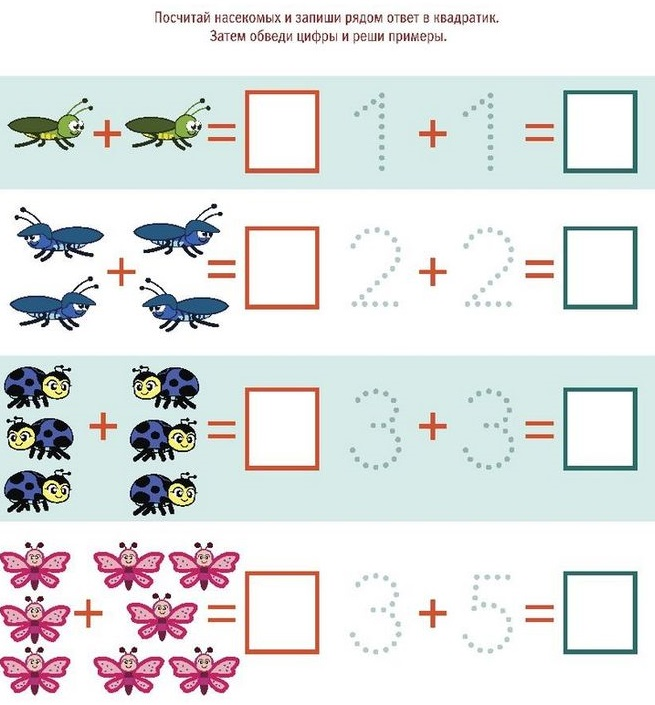 Посчитай насекомых и запиши рядом ответ в квадратик.
Затем обведи цифры и реши примеры.
+ = 1 + 1 =
+ = 2 + 2 =
+ = 3 + 3 =
+ = 3 + 5 =